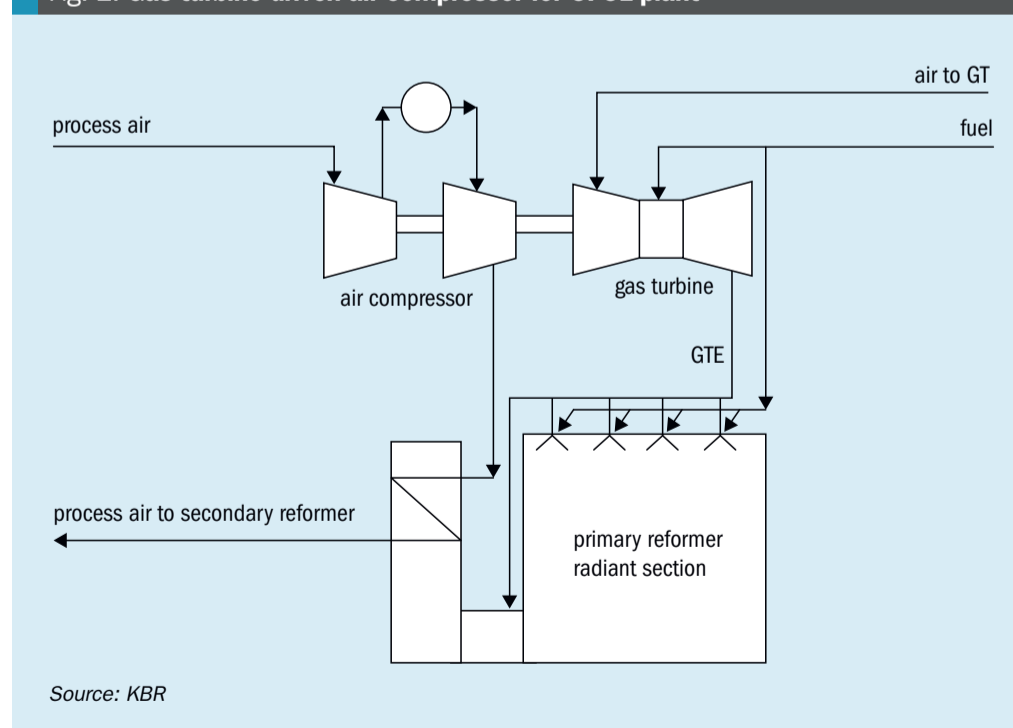 air to GT
process air
fuel
air compressor
gas turbine
GTE
process air to secondary reformer
primary reformer
radiant section
Source: KBR